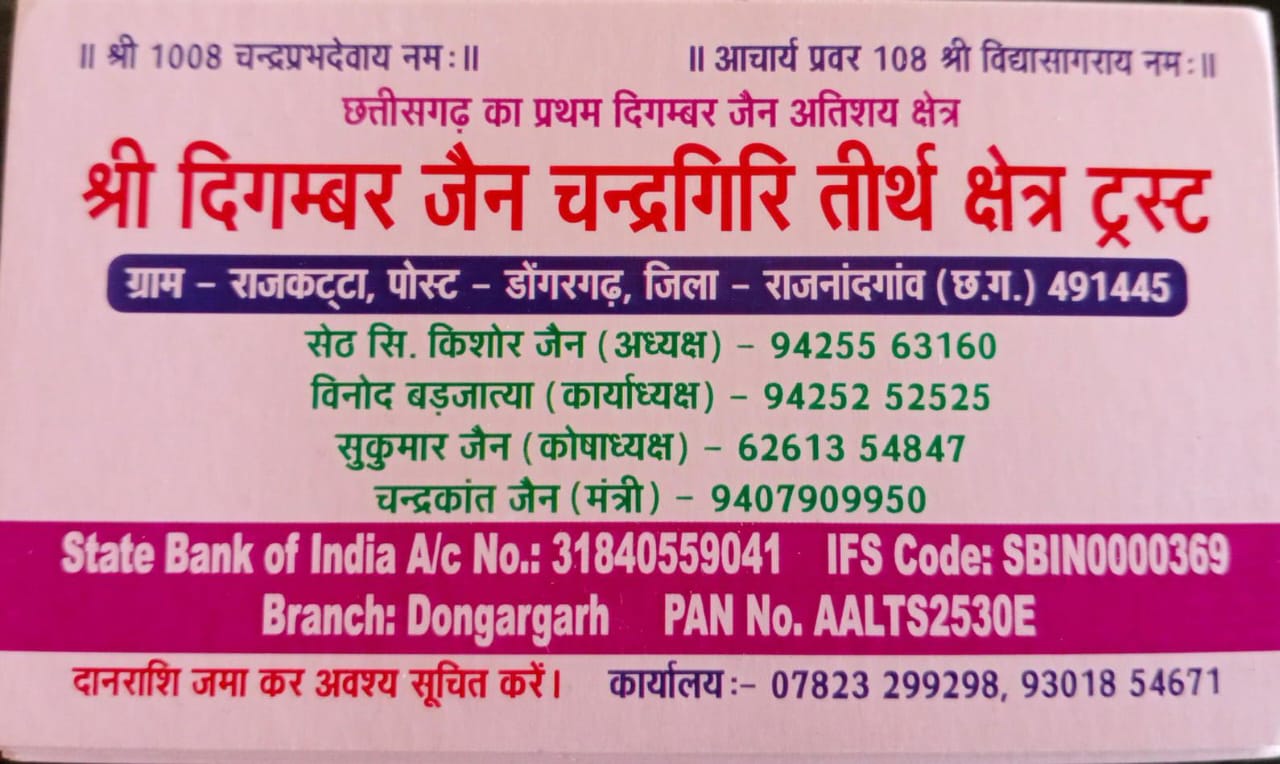 ॥ श्री 1008 चन्द्रप्रभदेवाय नमः॥ ॥ आचार्य प्रवर 108 श्री विद्यासागराय नमः॥
छत्तीसगढ़ का प्रथम दिगम्बर जैन अतिशय क्षेत्र
श्री दिगम्बर जैन चन्द्रगिरि तीर्थ क्षेत्र ट्रस्ट
ग्राम – राजकट्टा, पोस्ट – डोंगरगढ़, जिला – राजनांदगांव (छ.ग.) 491445
सेठ सि. किशोर जैन (अध्यक्ष) – 94255 63160
विनोद बड़जात्या (कार्याध्यक्ष) – 94252 52525
सुकुमार जैन (कोषाध्यक्ष) – 62613 54847
चन्द्रकांत जैन (मंत्री) – 9407909950
State Bank of India A/c No.: 31840559041 IFS Code: SBIN0000369
Branch: Dongargarh PAN No. AALTS2530E
दानराशि जमा कर अवश्य सूचित करें। कार्यालय :– 07823 299298, 93018 54671